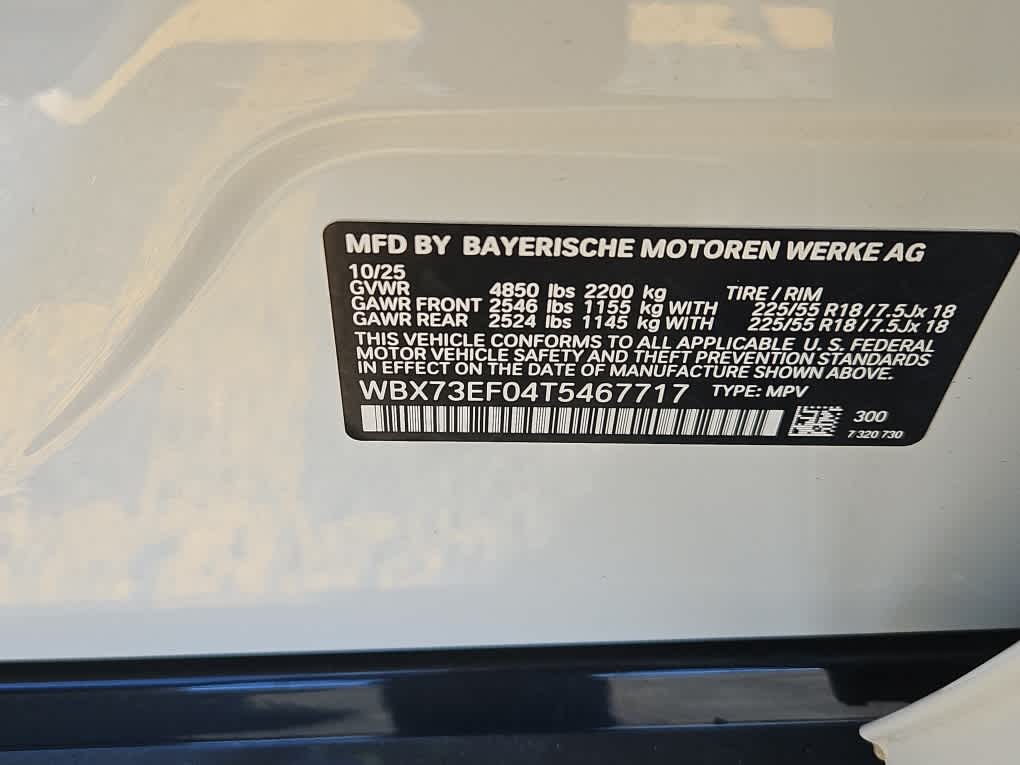 MFD BY BAYERISCHE MOTOREN WERKE AG
10/25
GVWR 4850 lbs 2200 kg TIRE / RIM
GAWR FRONT 2546 lbs 1155 kg WITH 225/55 R18 / 7.5Jx 18
GAWR REAR 2524 lbs 1145 kg WITH 225/55 R18 / 7.5Jx 18
THIS VEHICLE CONFORMS TO ALL APPLICABLE U. S. FEDERAL
MOTOR VEHICLE SAFETY AND THEFT PREVENTION STANDARDS
IN EFFECT ON THE DATE OF MANUFACTURE SHOWN ABOVE.
WBX73EF04T5467717 TYPE: MPV
300
7 320 730